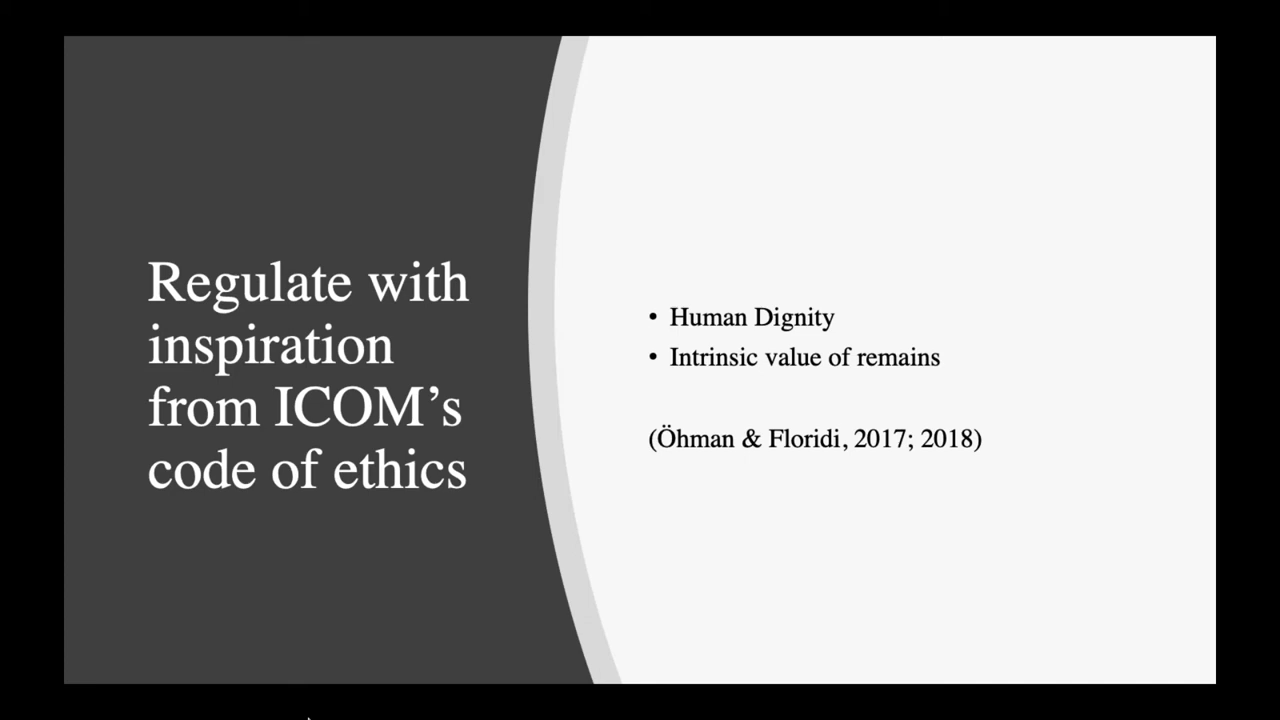 Regulate with
inspiration
from ICOM’s
code of ethics
• Human Dignity
• Intrinsic value of remains
(Öhman & Floridi, 2017; 2018)